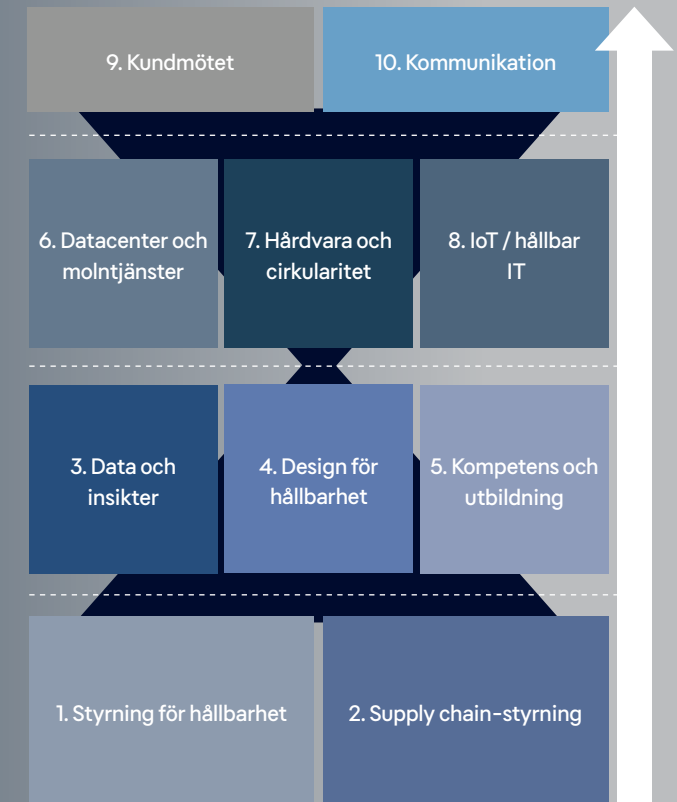 9. Kundmötet
10. Kommunikation
6. Datacenter och
molntjänster
7. Hårdvara och
cirkularitet
8. IoT / hållbar
IT
3. Data och
insikter
4. Design för
hållbarhet
5. Kompetens och
utbildning
1. Styrning för hållbarhet
2. Supply chain-styrning